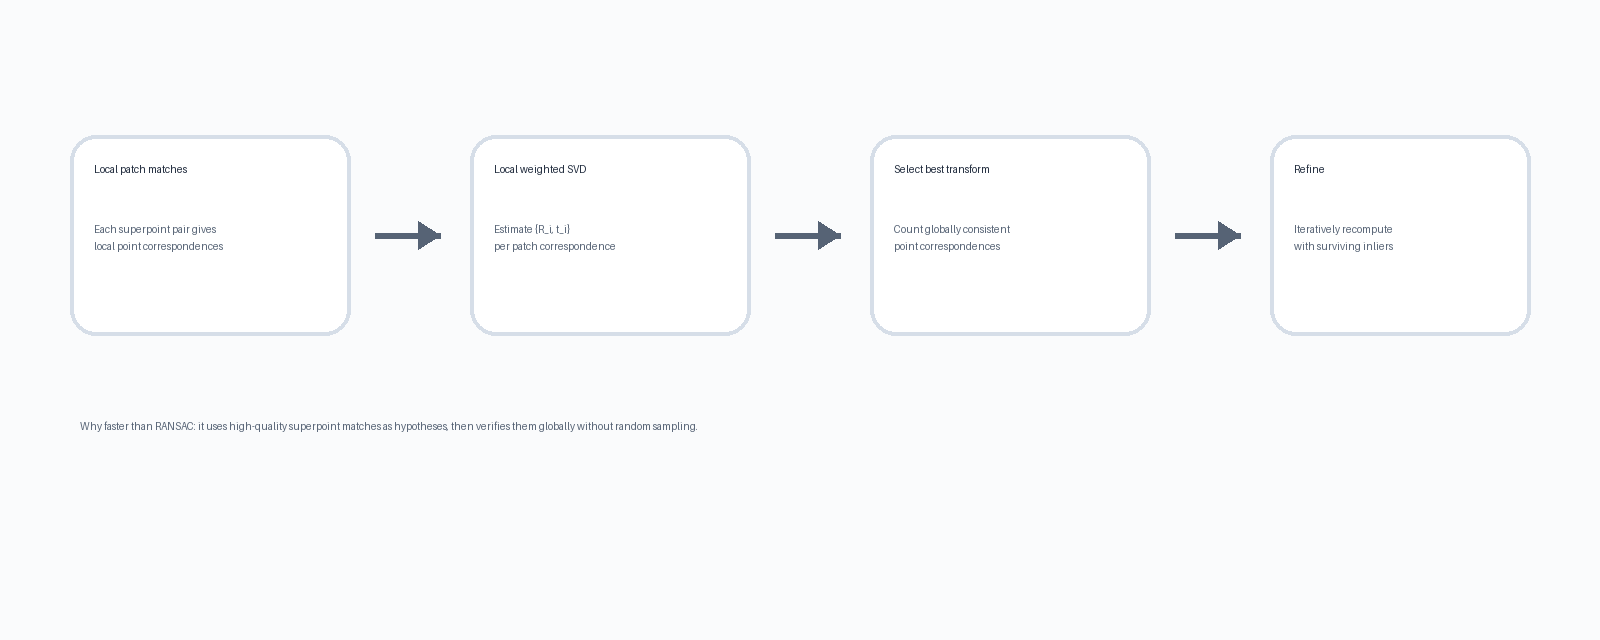 Local patch matches
Each superpoint pair gives
local point correspondences
Local weighted SVD
Estimate {R_i, t_i}
per patch correspondence
Select best transform
Count globally consistent
point correspondences
Refine
Iteratively recompute
with surviving inliers
Why faster than RANSAC: it uses high-quality superpoint matches as hypotheses, then verifies them globally without random sampling.